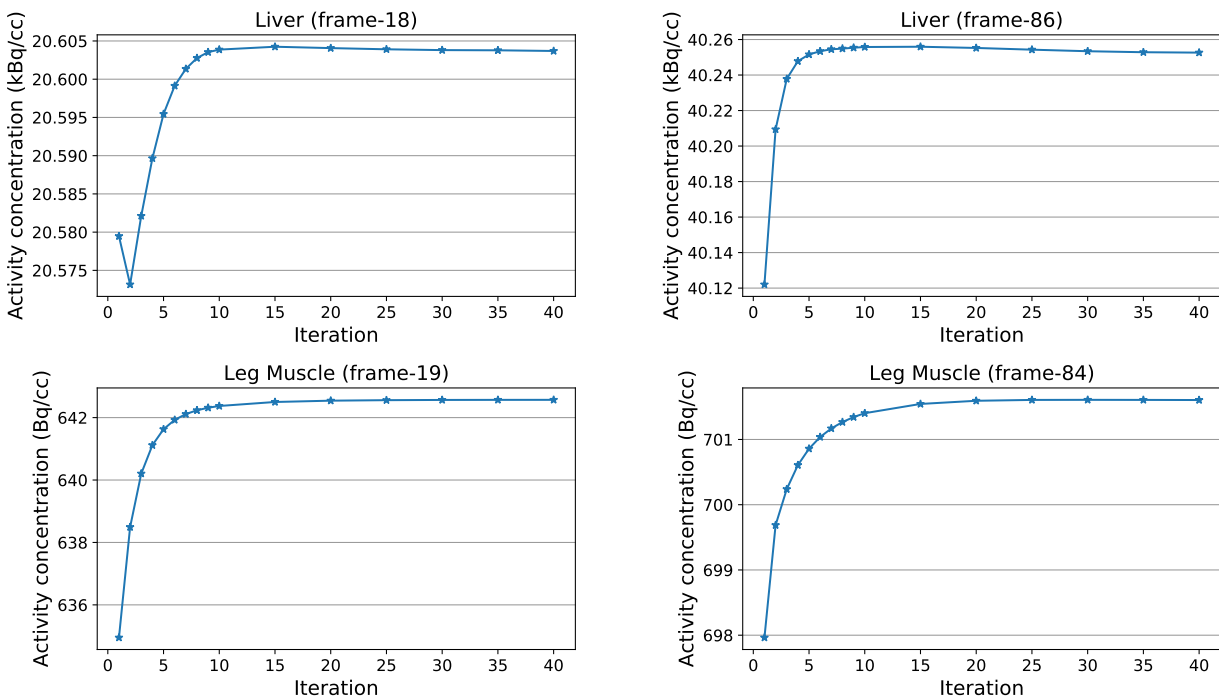 Liver (frame-18)
Activity concentration (kBq/cc)
20.605
20.600
20.595
20.590
20.585
20.580
20.575
0 5 10 15 20 25 30 35 40
Iteration
Liver (frame-86)
Activity concentration (kBq/cc)
40.26
40.24
40.22
40.20
40.18
40.16
40.14
40.12
0 5 10 15 20 25 30 35 40
Iteration
Leg Muscle (frame-19)
Activity concentration (Bq/cc)
642
640
638
636
0 5 10 15 20 25 30 35 40
Iteration
Leg Muscle (frame-84)
Activity concentration (Bq/cc)
701
700
699
698
0 5 10 15 20 25 30 35 40
Iteration